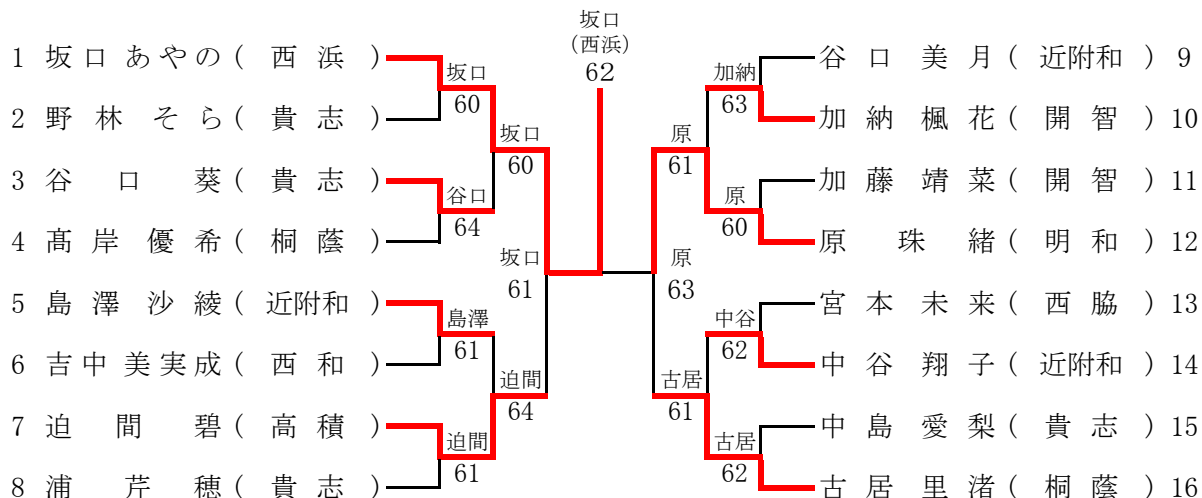 坂口
(西浜)
62
1 坂口あやの(西浜)
2 野林そら(貴志)
3 谷口葵(貴志)
4 髙岸優希(桐蔭)
5 島澤沙綾(近附和)
6 吉中美実成(西和)
7 迫間碧(高積)
8 浦芹穂(貴志)
坂口
60
谷口
64
島澤
61
迫間
61
坂口
60
迫間
64
坂口
61
原
63
原
61
古居
61
加納
63
原
60
中谷
62
古居
62
谷口美月(近附和) 9
加納楓花(開智) 10
加藤靖菜(開智) 11
原珠緒(明和) 12
宮本未来(西脇) 13
中谷翔子(近附和) 14
中島愛梨(貴志) 15
古居里渚(桐蔭) 16